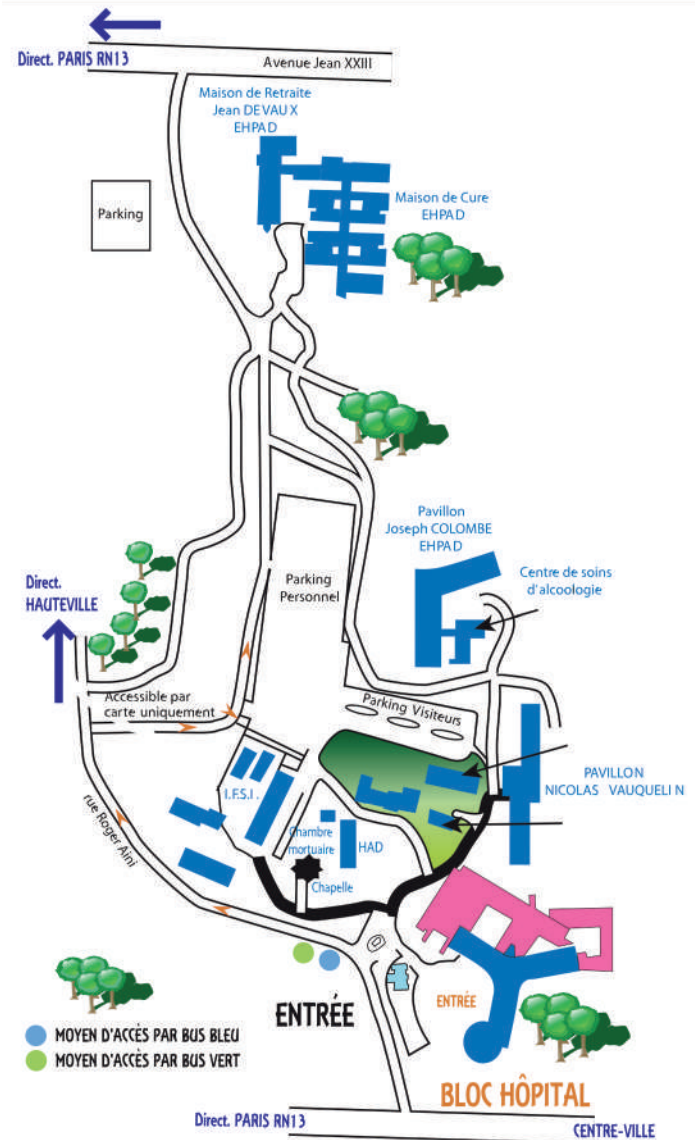 Direct. PARIS RN13
Avenue Jean XXIII
Maison de Retraite
Jean DEVAUX
EHPAD
Parking
Maison de Cure
EHPAD
Pavillon
Joseph COLOMBE
EHPAD
Centre de soins
d'alcoologie
Direct.
HAUTEVILLE
Parking
Personnel
Accessible par
carte uniquement
Parking Visiteurs
PAVILLON
NICOLAS VAUQUELIN
I.F.S.I.
rue Roger Aini
Chambre
mortuaire
HAD
Chapelle
ENTRÉE
ENTRÉE
MOYEN D'ACCÈS PAR BUS BLEU
MOYEN D'ACCÈS PAR BUS VERT
BLOC HÔPITAL
Direct. PARIS RN13
CENTRE-VILLE